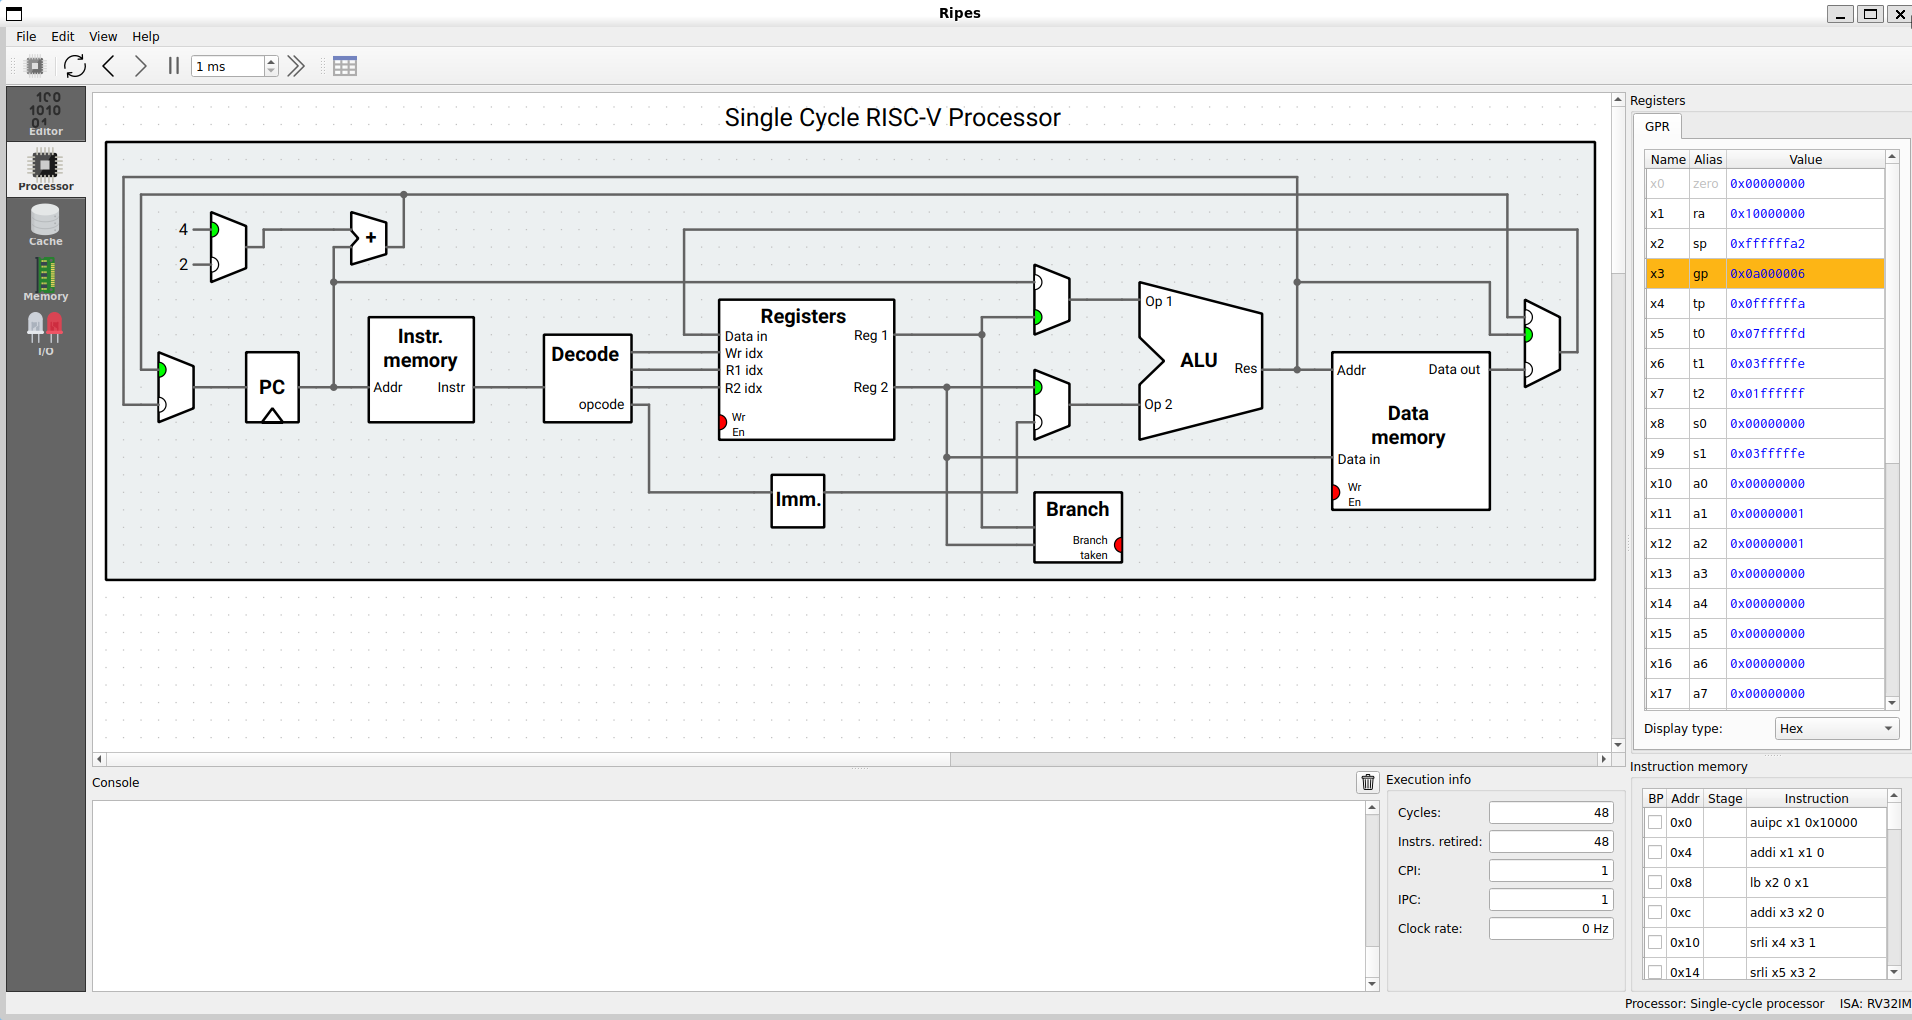 Ripes
File Edit View Help
1 ms
Editor
Processor
Cache
Memory
I/O
Single Cycle RISC-V Processor
4
2
+
PC
Instr. memory
Addr Instr
Decode
opcode
Registers
Data in
Wr idx
R1 idx
R2 idx
Wr En
Reg 1
Reg 2
Imm.
Op 1
Op 2
ALU
Res
Branch
Branch taken
Addr
Data out
Data memory
Data in
Wr En
Registers
GPR
Name Alias Value
x0 zero 0x00000000
x1 ra 0x10000000
x2 sp 0xffffffa2
x3 gp 0x0a000006
x4 tp 0x0ffffffa
x5 t0 0x07fffffd
x6 t1 0x03fffffe
x7 t2 0x01ffffff
x8 s0 0x00000000
x9 s1 0x03fffffe
x10 a0 0x00000000
x11 a1 0x00000001
x12 a2 0x00000001
x13 a3 0x00000000
x14 a4 0x00000000
x15 a5 0x00000000
x16 a6 0x00000000
x17 a7 0x00000000
Display type: Hex
Console
Execution info
Cycles: 48
Instrs. retired: 48
CPI: 1
IPC: 1
Clock rate: 0 Hz
Instruction memory
BP Addr Stage Instruction
0x0 auipc x1 0x10000
0x4 addi x1 x1 0
0x8 lb x2 0 x1
0xc addi x3 x2 0
0x10 srli x4 x3 1
0x14 srli x5 x3 2
Processor: Single-cycle processor ISA: RV32IM